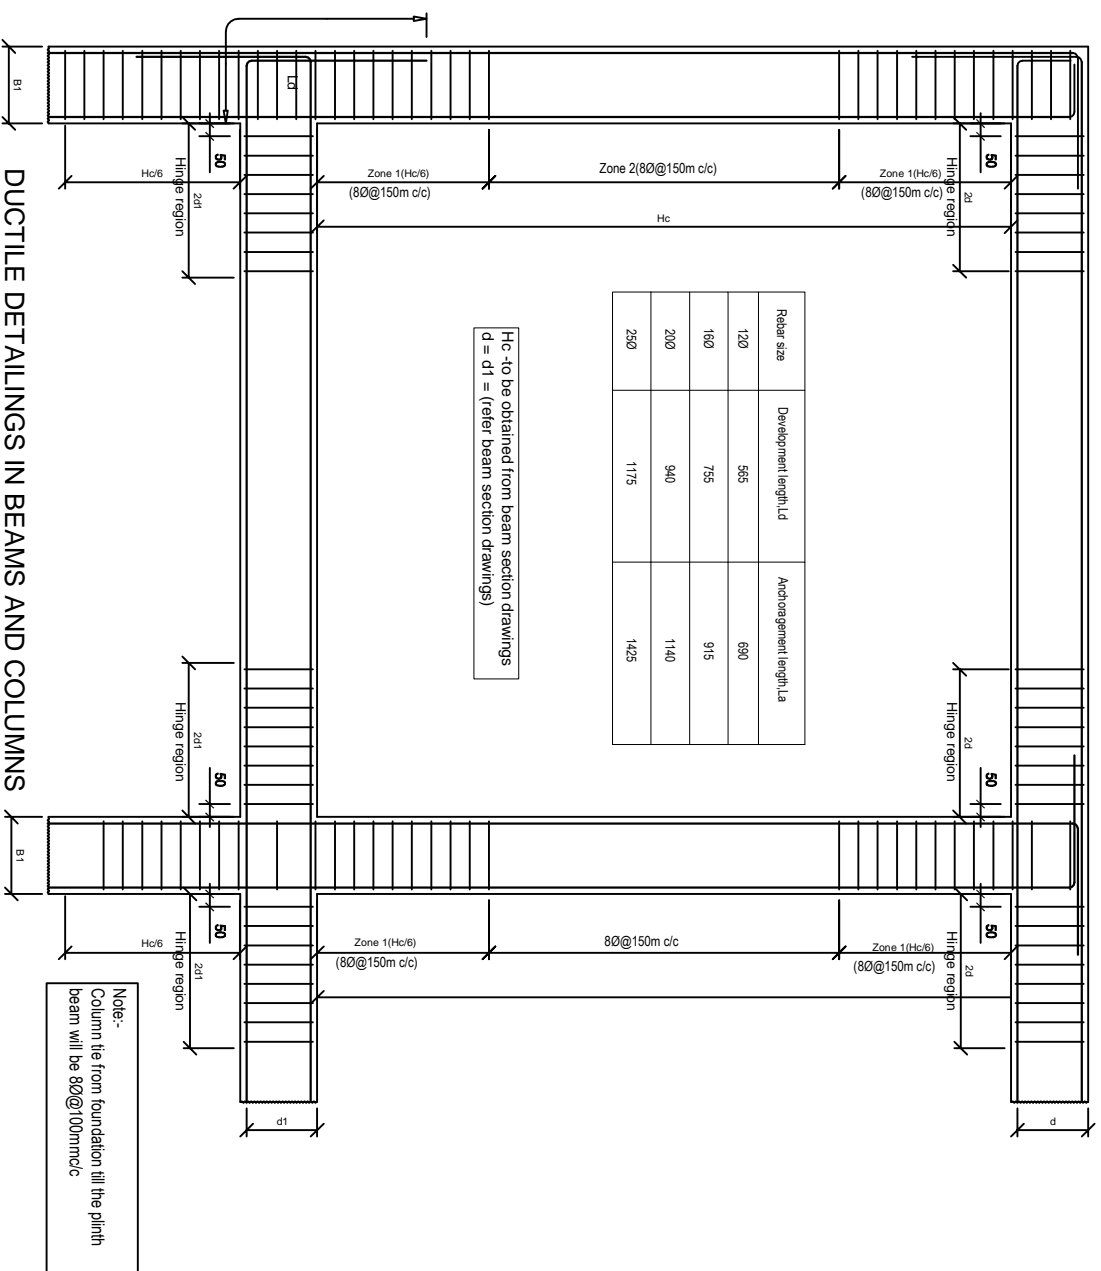 Ld
B1
50
50
Hinge region
2d1
Hinge region
2d
Hc/6
Zone 1(Hc/6)
(8Ø@150m c/c)
Zone 2(8Ø@150m c/c)
Zone 1(Hc/6)
(8Ø@150m c/c)
Hc
Rebar size Development length,Ld Anchoragement length,La
12Ø 565 690
16Ø 755 915
20Ø 940 1140
25Ø 1175 1425
Hc -to be obtained from beam section drawings
d = d1 = (refer beam section drawings)
2d1
Hinge region
50
2d
Hinge region
50
B1
50
50
Hc/6
2d1
Hinge region
Zone 1(Hc/6)
(8Ø@150m c/c)
8Ø@150m c/c
Zone 1(Hc/6)
(8Ø@150m c/c)
2d
Hinge region
d1
d
Note:-
Column tie from foundation till the plinth
beam will be 8Ø@100mmc/c
DUCTILE DETAILINGS IN BEAMS AND COLUMNS